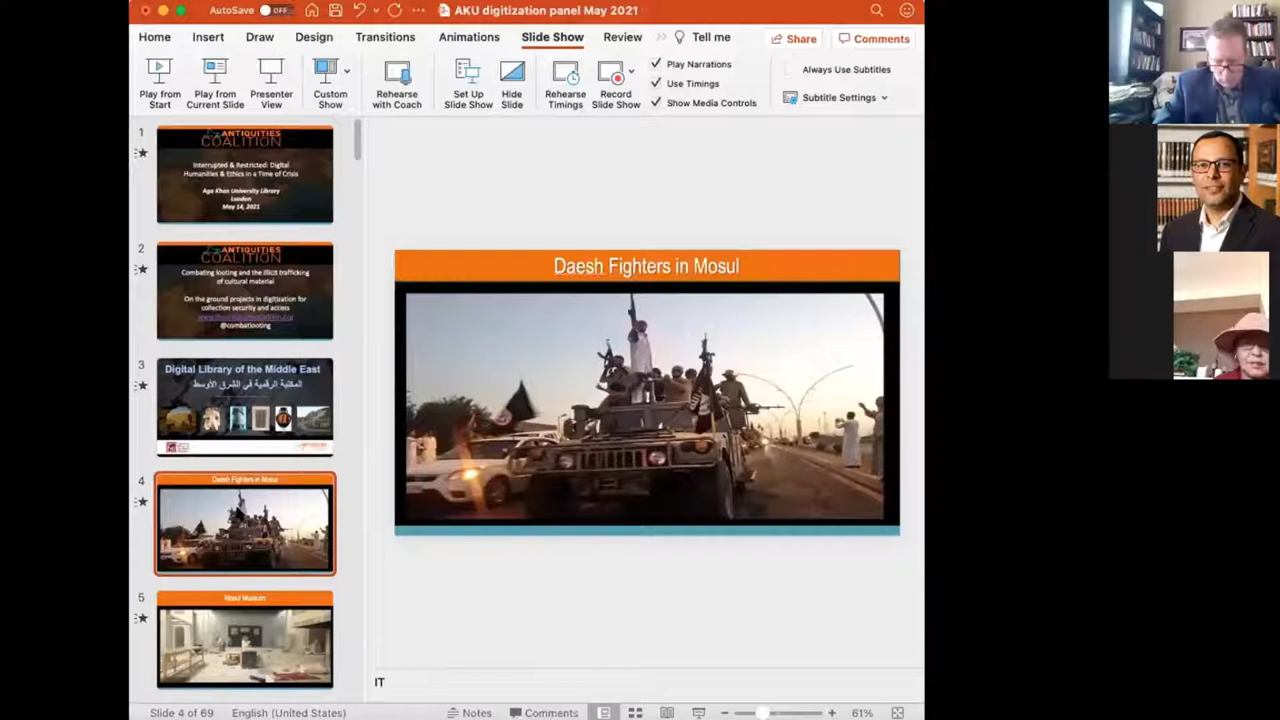 AutoSave OFF
AKU digitization panel May 2021
Home Insert Draw Design Transitions Animations Slide Show Review Tell me Share Comments
Play from Start
Play from Current Slide
Presenter View
Custom Show
Rehearse with Coach
Set Up Slide Show
Hide Slide
Rehearse Timings
Record Slide Show
Play Narrations
Use Timings
Show Media Controls
Always Use Subtitles
Subtitle Settings
1
ANTIQUITIES
COALITION
Interrupted & Restricted: Digital
Humanities & Ethics in a Time of Crisis
Aga Khan University Library
London
May 14, 2021
2
ANTIQUITIES
COALITION
Combating looting and the illicit trafficking
of cultural material
On the ground projects in digitization for
collection security and access
@combatlooting
3
Digital Library of the Middle East
المكتبة الرقمية في الشرق الأوسط
4
Daesh Fighters in Mosul
5
Mosul Museum
Daesh Fighters in Mosul
IT
Slide 4 of 69 English (United States) Notes Comments 61%